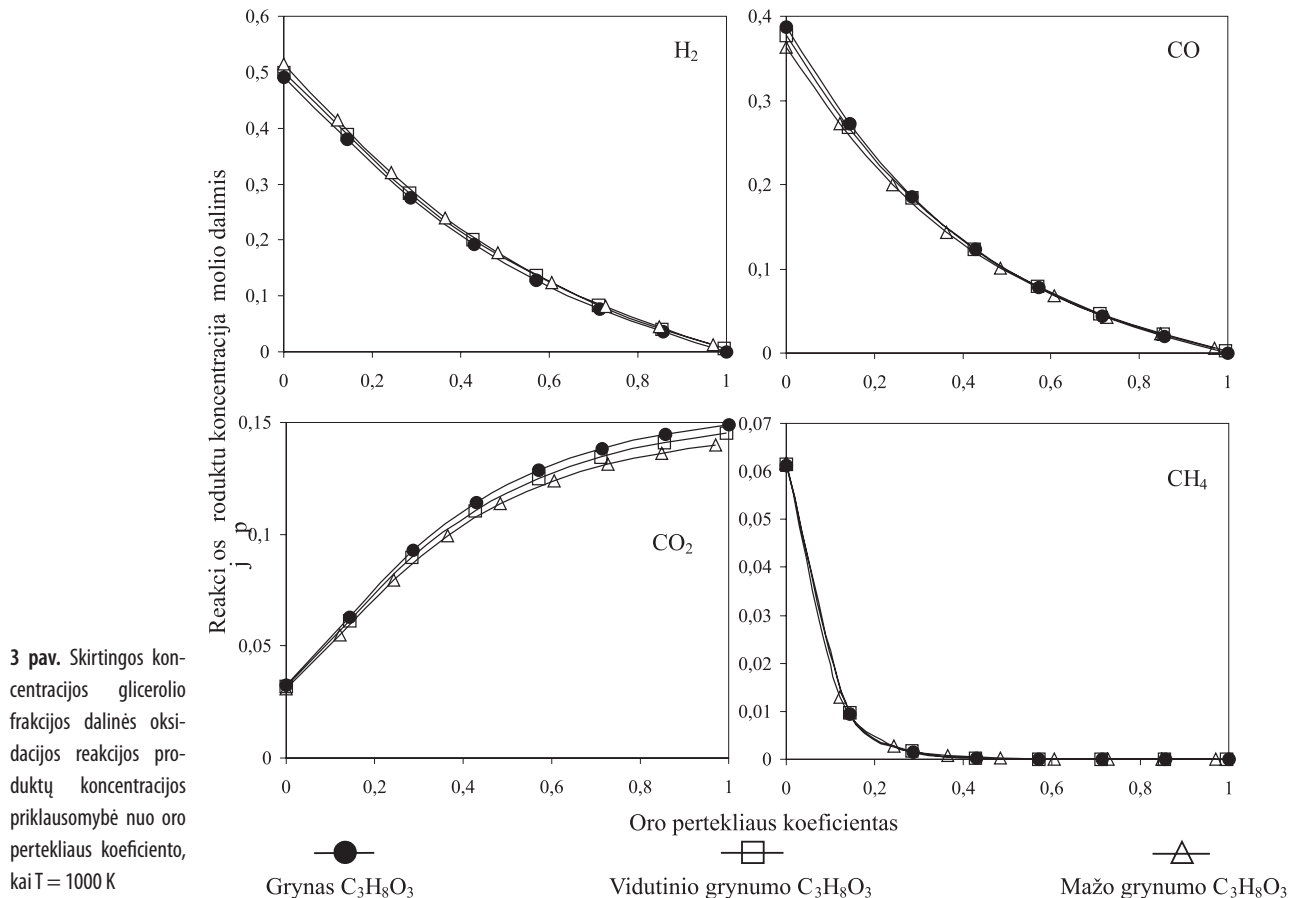 0,6
0,5
0,4
0,3
0,2
0,1
0
H₂
0 0,2 0,4 0,6 0,8 1
0,4
0,3
0,2
0,1
0
CO
0 0,2 0,4 0,6 0,8 1
Reakci os roduktu koncentracija molio dalimis
j p
0,15
0,1
0,05
0
CO₂
0 0,2 0,4 0,6 0,8 1
0,07
0,06
0,05
0,04
0,03
0,02
0,01
0
CH₄
0 0,2 0,4 0,6 0,8 1
Oro pertekliaus koeficientas
Grynas C₃H₈O₃ Vidutinio grynumo C₃H₈O₃ Mažo grynumo C₃H₈O₃
3 pav. Skirtingos kon-
centracijos glicerolio
frakcijos dalinės oksi-
dacijos reakcijos pro-
duktų koncentracijos
priklausomybė nuo oro
pertekliaus koeficiento,
kai T = 1000 K